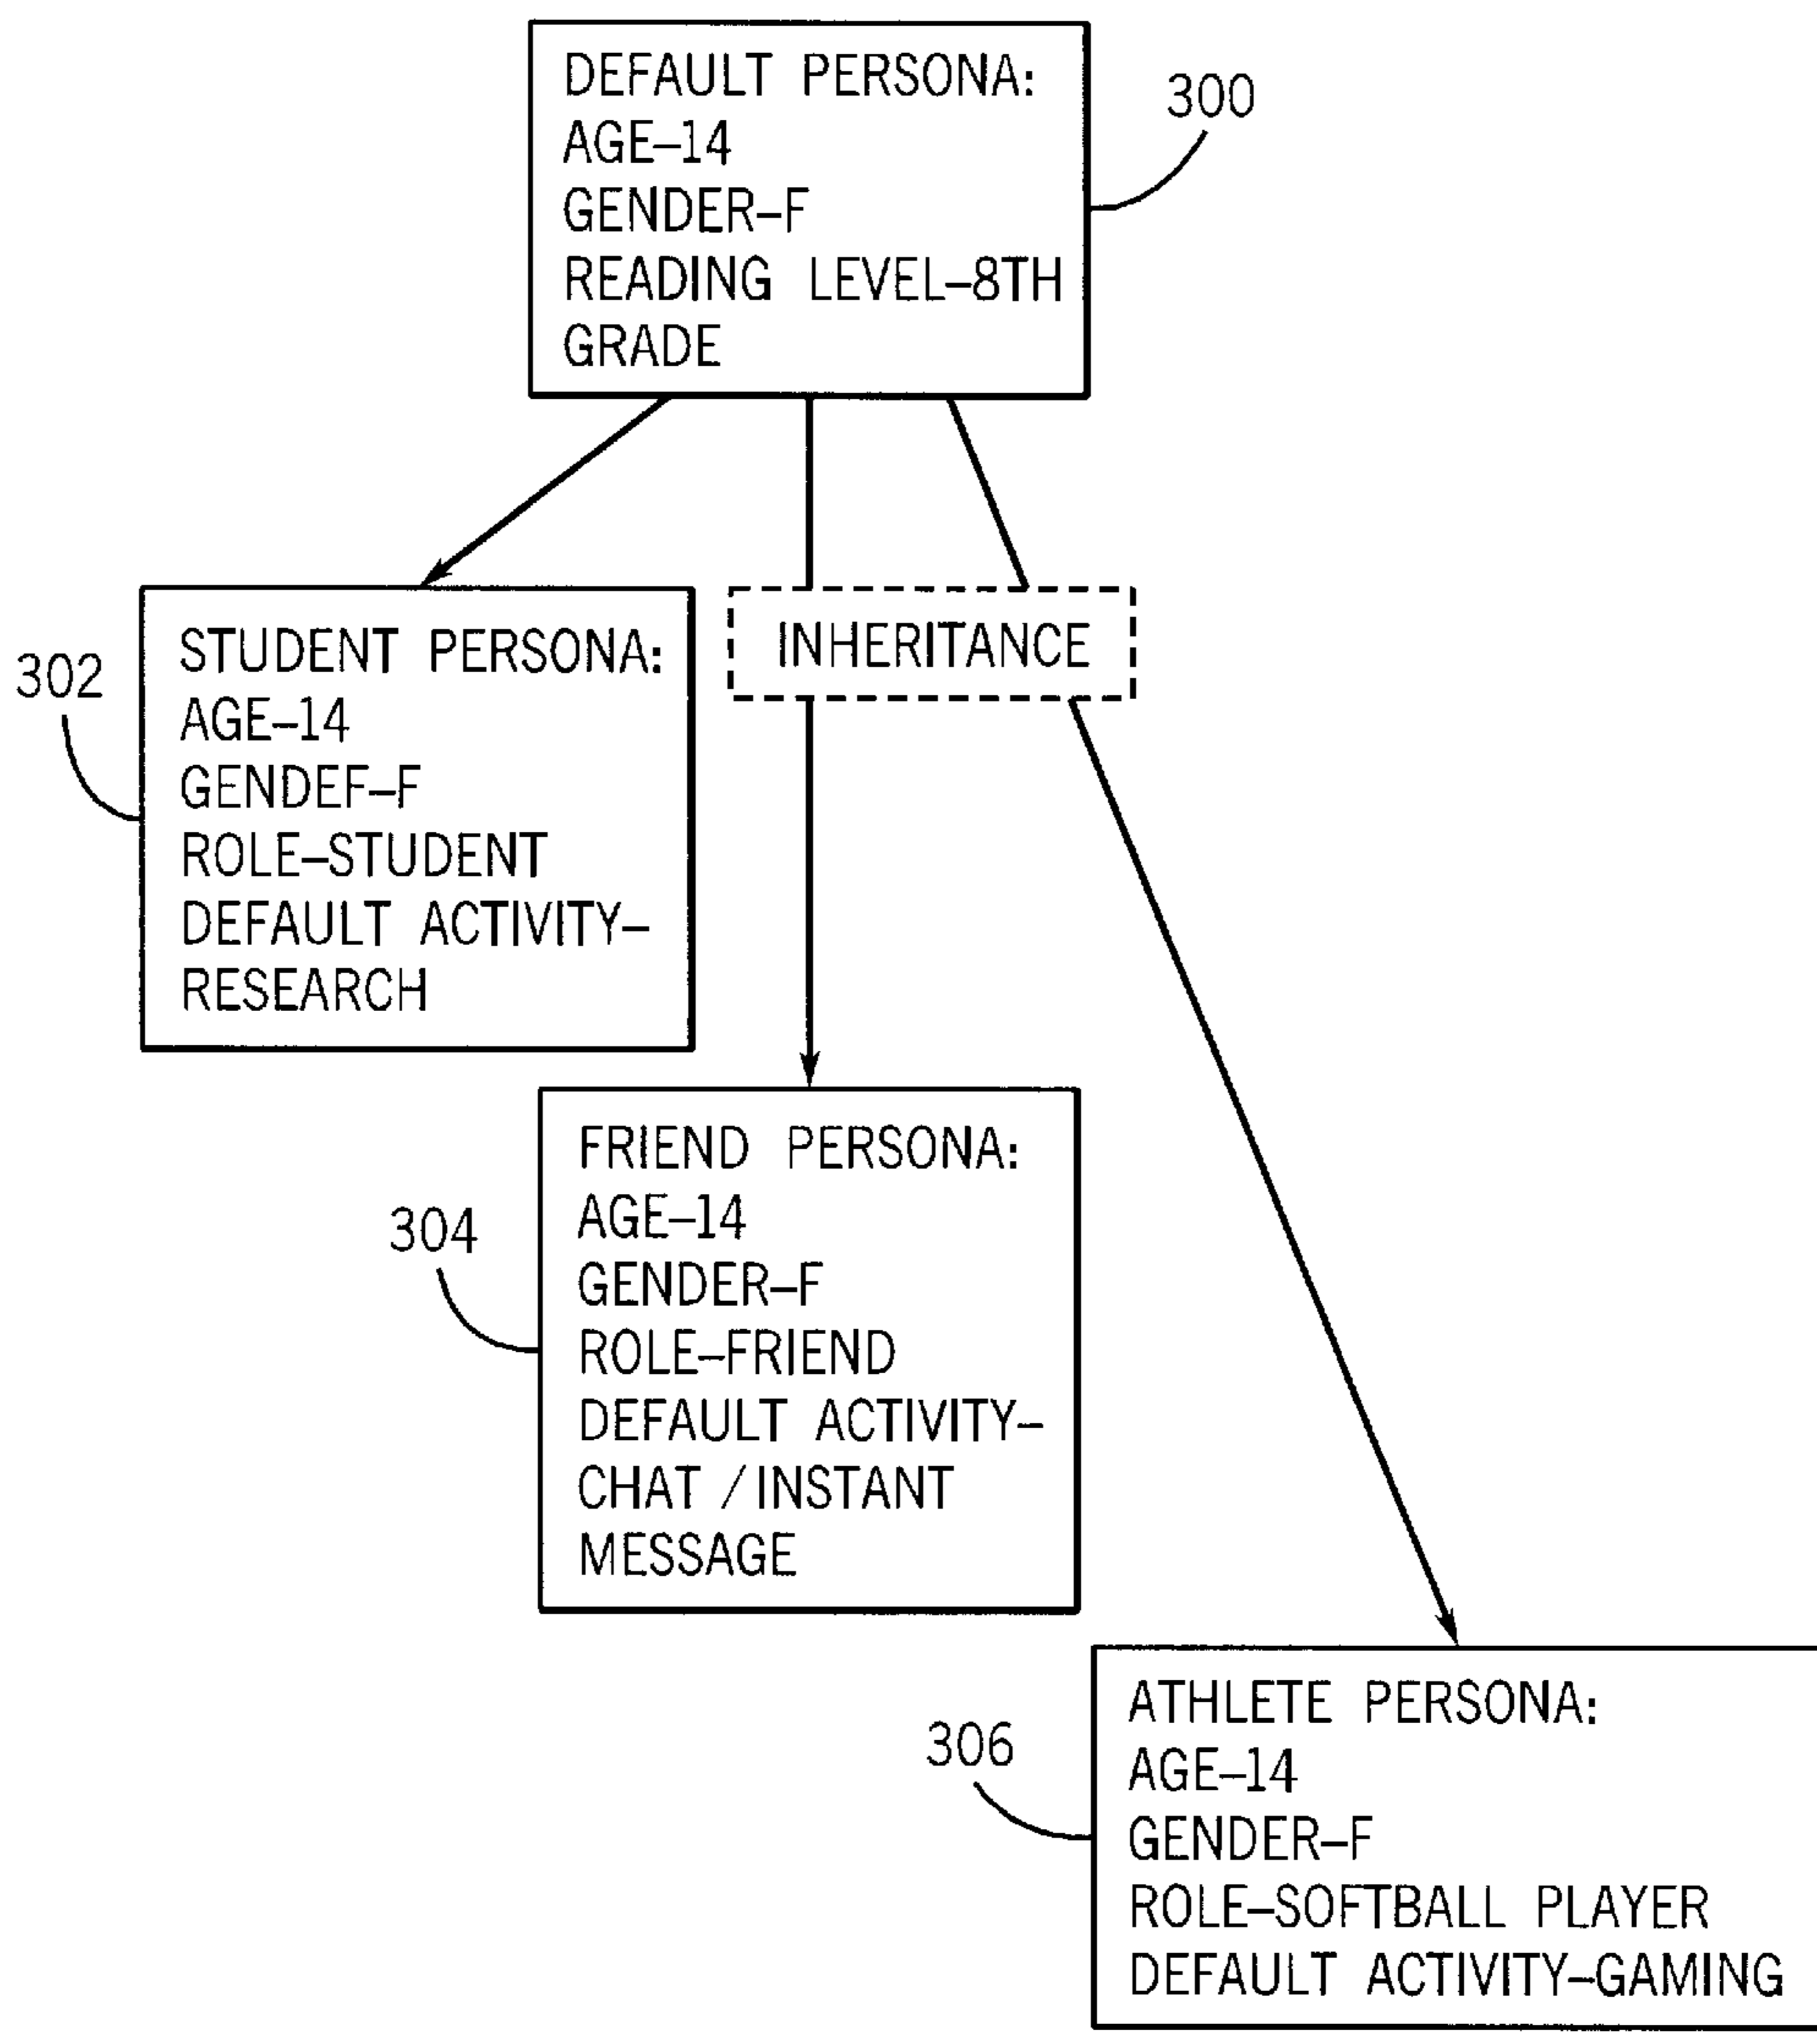 DEFAULT PERSONA:
AGE–14
GENDER–F
READING LEVEL–8TH
GRADE
300
INHERITANCE
302
STUDENT PERSONA:
AGE–14
GENDEF–F
ROLE–STUDENT
DEFAULT ACTIVITY–
RESEARCH
304
FRIEND PERSONA:
AGE–14
GENDER–F
ROLE–FRIEND
DEFAULT ACTIVITY–
CHAT / INSTANT
MESSAGE
306
ATHLETE PERSONA:
AGE–14
GENDER–F
ROLE–SOFTBALL PLAYER
DEFAULT ACTIVITY–GAMING